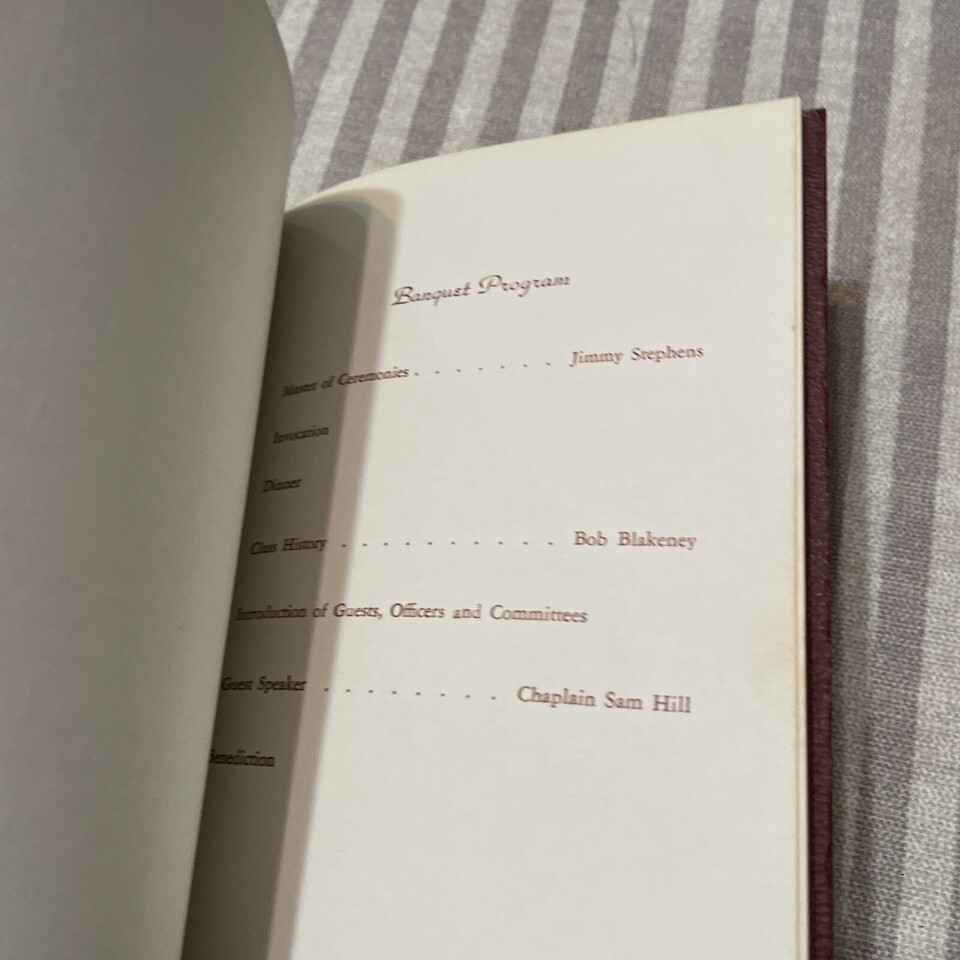 Banquet Program
Master of Ceremonies . . . . . . . Jimmy Stephens
Invocation
Dinner
Class History . . . . . . . . . . Bob Blakeney
Introduction of Guests, Officers and Committees
Guest Speaker . . . . . . . . Chaplain Sam Hill
Benediction